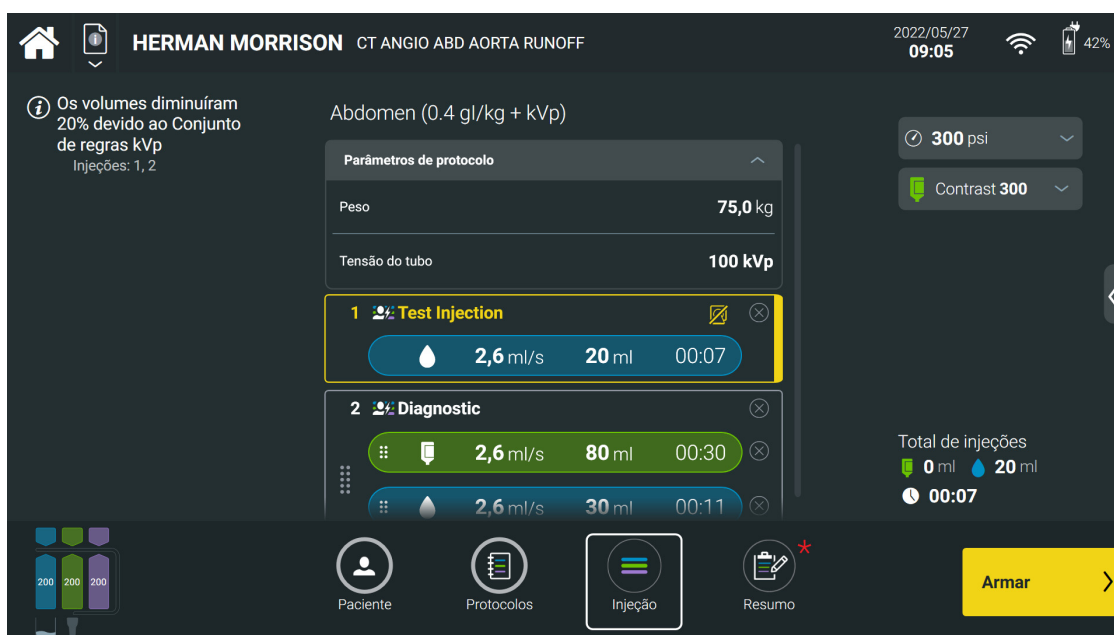 HERMAN MORRISON CT ANGIO ABD AORTA RUNOFF
2022/05/27
09:05
42%
Os volumes diminuíram
20% devido ao Conjunto
de regras kVp
Injeções: 1, 2
Abdomen (0.4 gl/kg + kVp)
Parâmetros de protocolo
Peso 75,0 kg
Tensão do tubo 100 kVp
1 Test Injection
2,6 ml/s 20 ml 00:07
2 Diagnostic
2,6 ml/s 80 ml 00:30
2,6 ml/s 30 ml 00:11
300 psi
Contrast 300
Total de injeções
0 ml 20 ml
00:07
200 200 200
Paciente
Protocolos
Injeção
Resumo
*
Armar